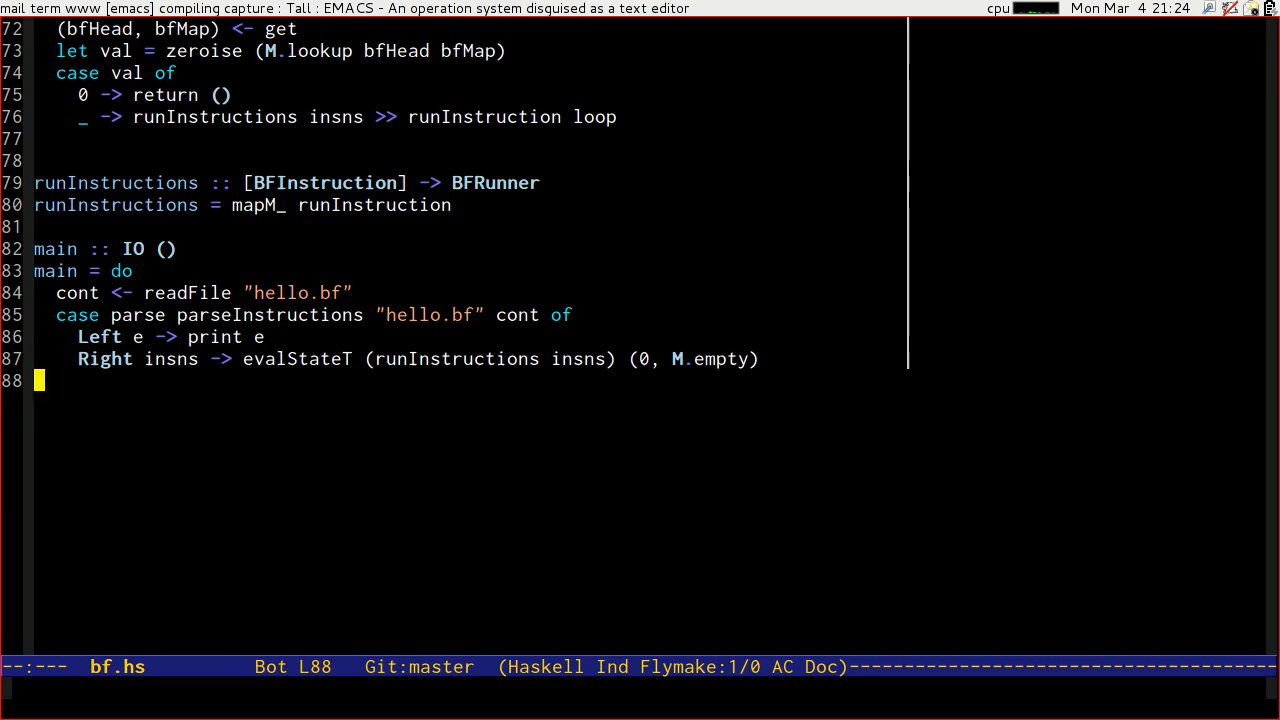 mail term www [emacs] compiling capture : Tall : EMACS - An operation system disguised as a text editor cpu Mon Mar 4 21:24
72 (bfHead, bfMap) <- get
73 let val = zeroise (M.lookup bfHead bfMap)
74 case val of
75 0 -> return ()
76 _ -> runInstructions insns >> runInstruction loop
77
78
79 runInstructions :: [BFInstruction] -> BFRunner
80 runInstructions = mapM_ runInstruction
81
82 main :: IO ()
83 main = do
84 cont <- readFile "hello.bf"
85 case parse parseInstructions "hello.bf" cont of
86 Left e -> print e
87 Right insns -> evalStateT (runInstructions insns) (0, M.empty)
88
--:--- bf.hs Bot L88 Git:master (Haskell Ind Flymake:1/0 AC Doc)---------------------------------------